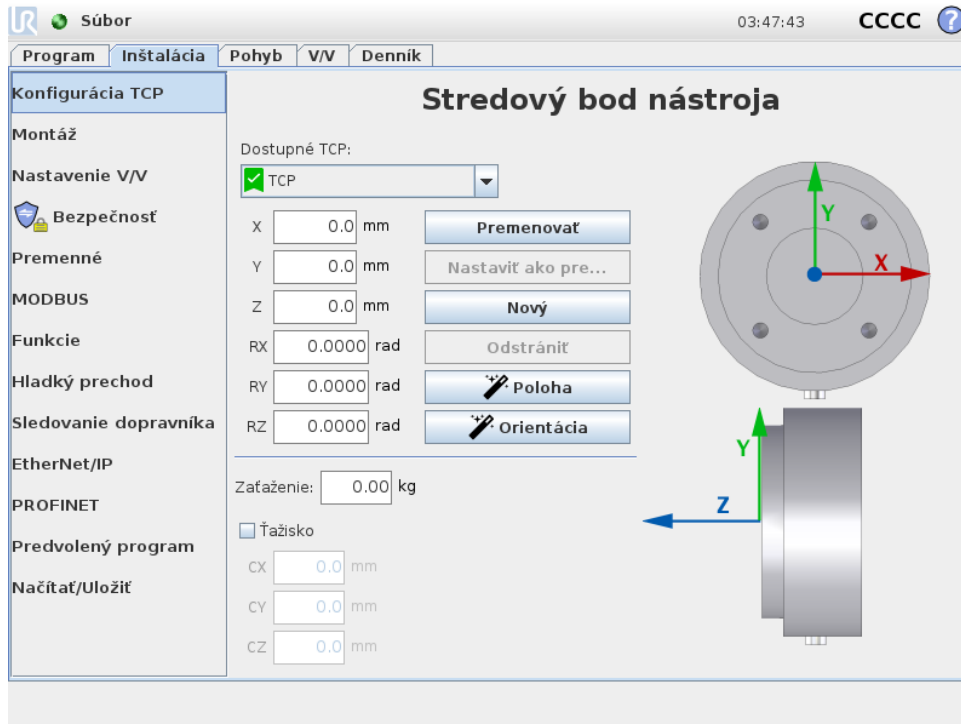 UR Súbor 03:47:43 CCCC ?
Program Inštalácia Pohyb V/V Denník
Konfigurácia TCP
Montáž
Nastavenie V/V
Bezpečnosť
Premenné
MODBUS
Funkcie
Hladký prechod
Sledovanie dopravníka
EtherNet/IP
PROFINET
Predvolený program
Načítať/Uložiť
Stredový bod nástroja
Dostupné TCP:
TCP
X 0.0 mm Premenovať
Y 0.0 mm Nastaviť ako pre...
Z 0.0 mm Nový
RX 0.0000 rad Odstrániť
RY 0.0000 rad Poloha
RZ 0.0000 rad Orientácia
Zaťaženie: 0.00 kg
Ťažisko
CX 0.0 mm
CY 0.0 mm
CZ 0.0 mm
Y
X
Y
Z